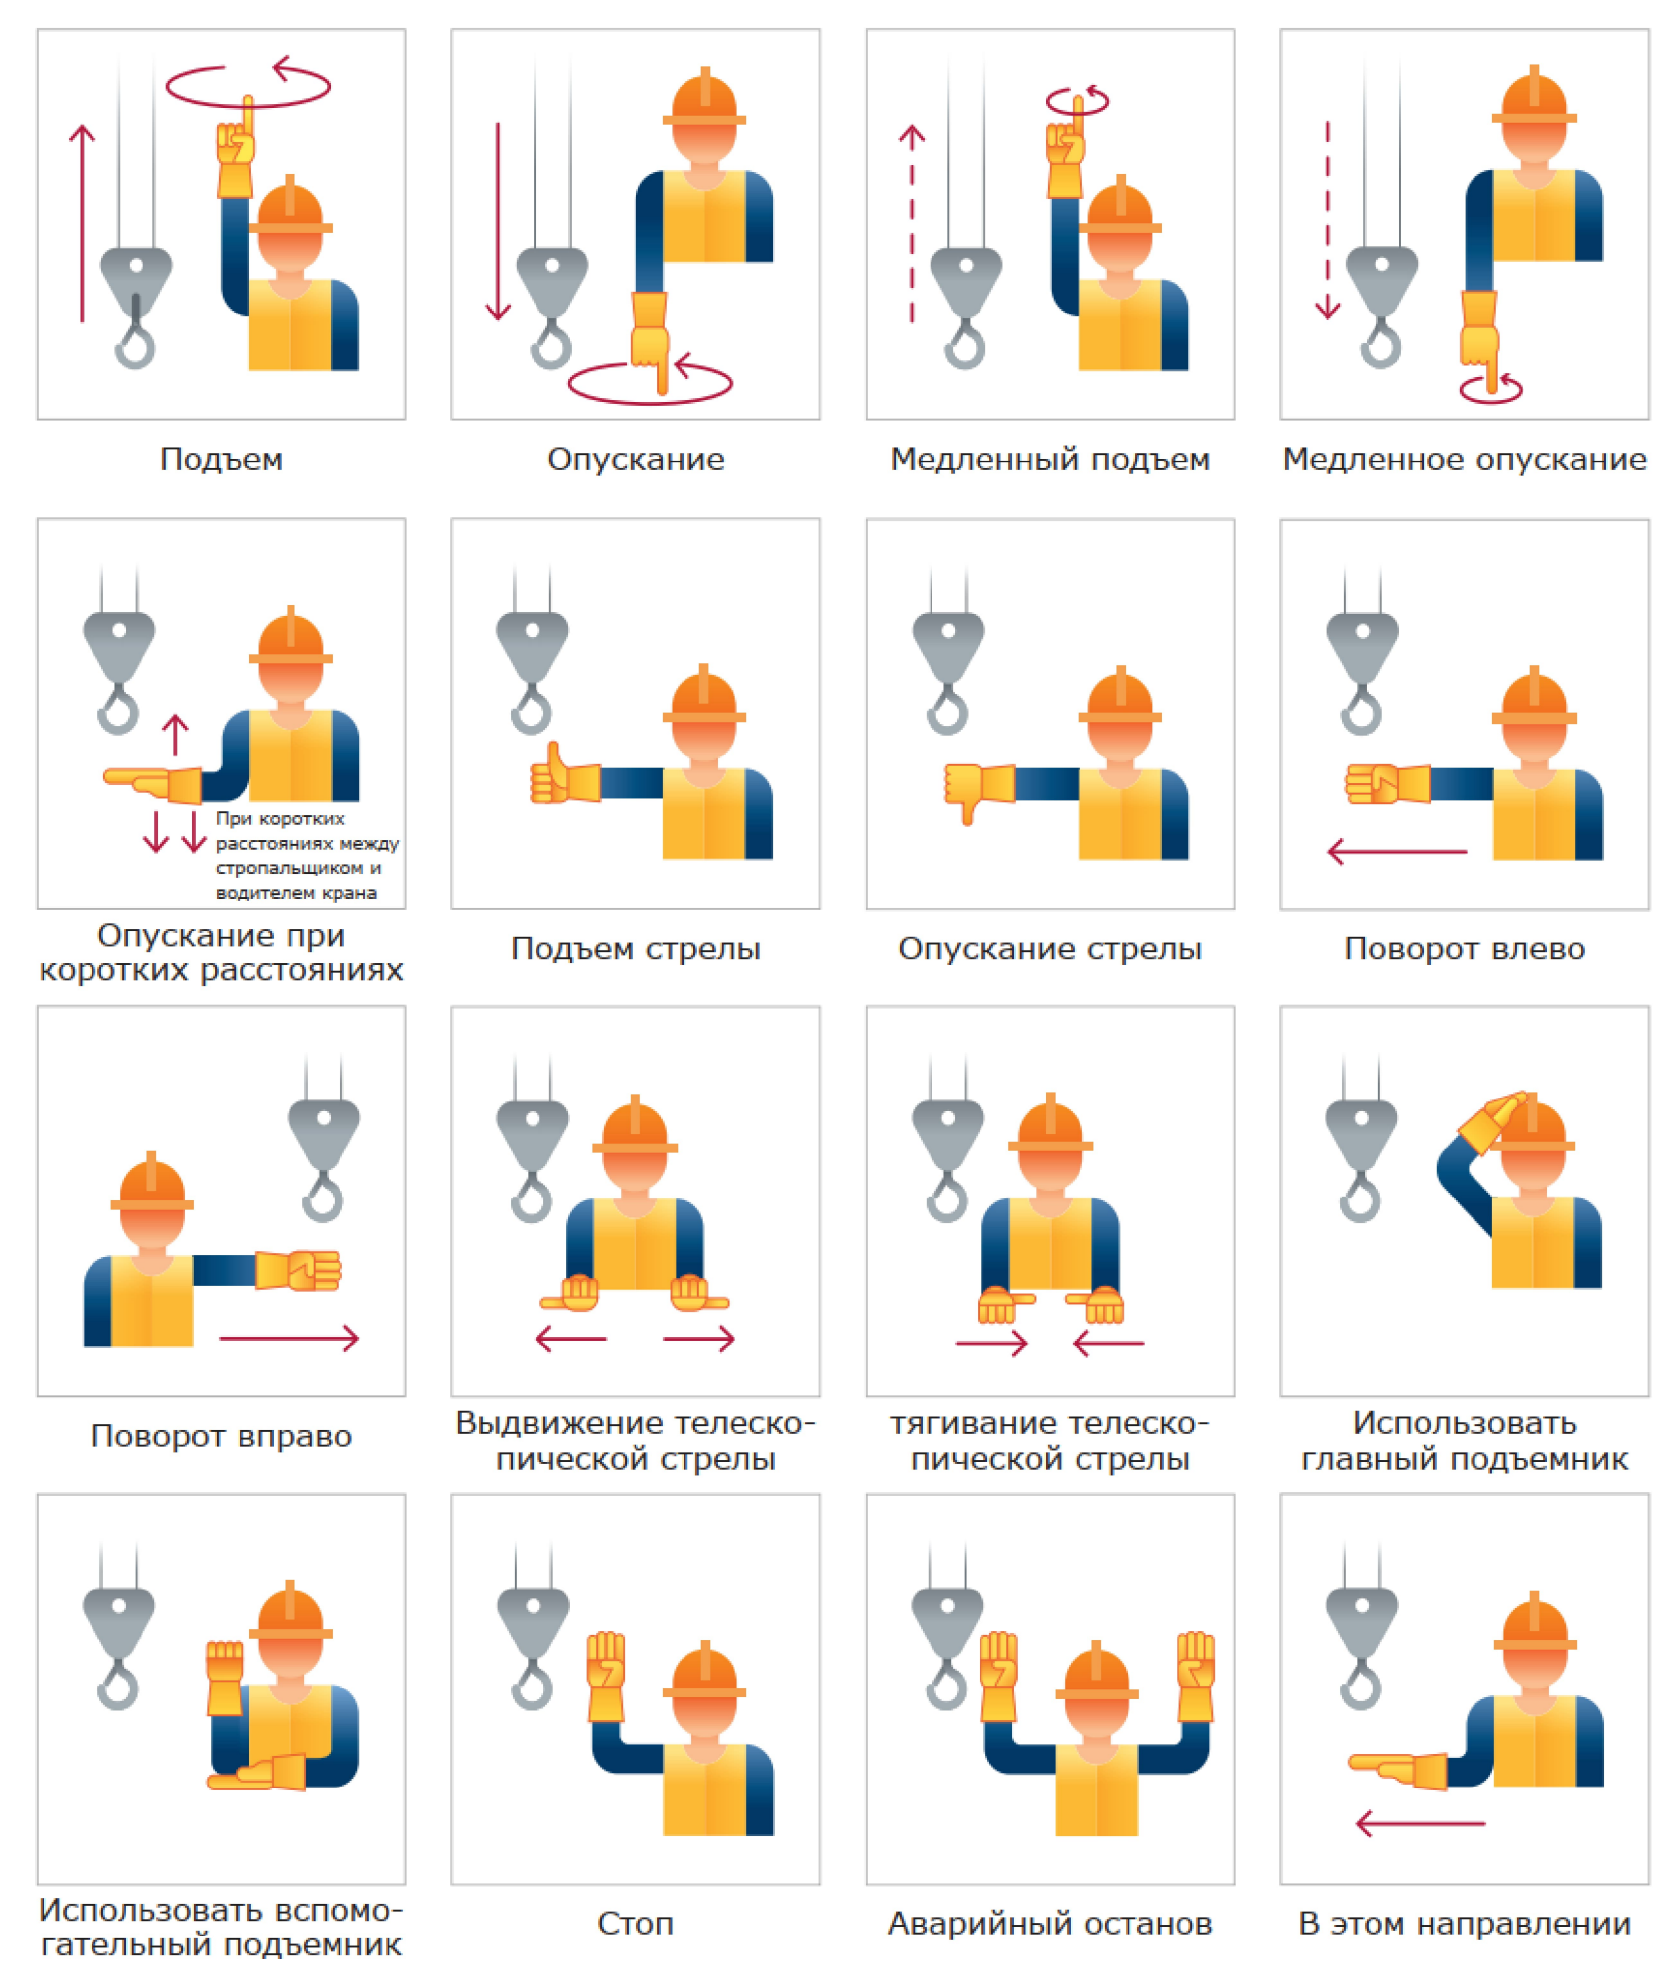 Подъем
Опускание
Медленный подъем
Медленное опускание
При коротких
расстояниях между
стропальщиком и
водителем крана
Опускание при
коротких расстояниях
Подъем стрелы
Опускание стрелы
Поворот влево
Поворот вправо
Выдвижение телеско-
пической стрелы
тягивание телеско-
пической стрелы
Использовать
главный подъемник
Использовать вспомо-
гательный подъемник
Стоп
Аварийный останов
В этом направлении